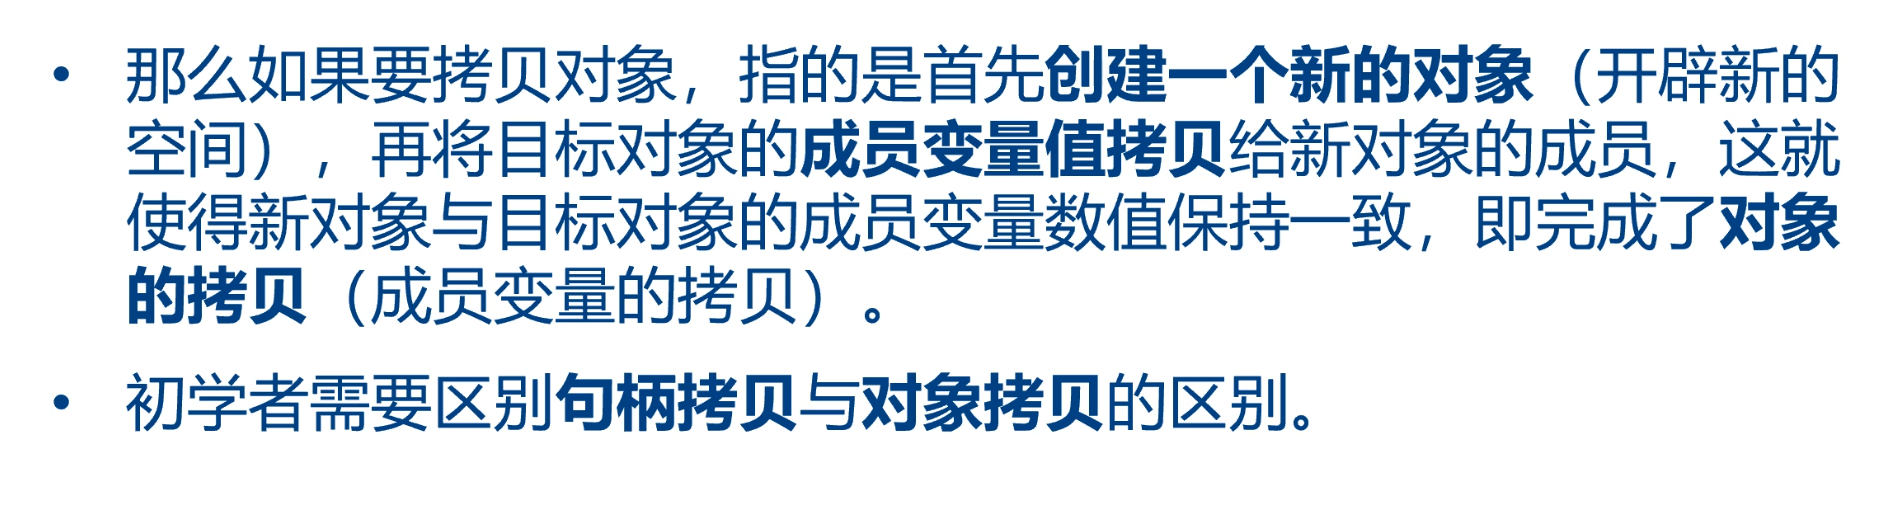 • 那么如果要拷贝对象，指的是首先创建一个新的对象（开辟新的
空间），再将目标对象的成员变量值拷贝给新对象的成员，这就
使得新对象与目标对象的成员变量数值保持一致，即完成了对象
的拷贝（成员变量的拷贝）。
• 初学者需要区别句柄拷贝与对象拷贝的区别。